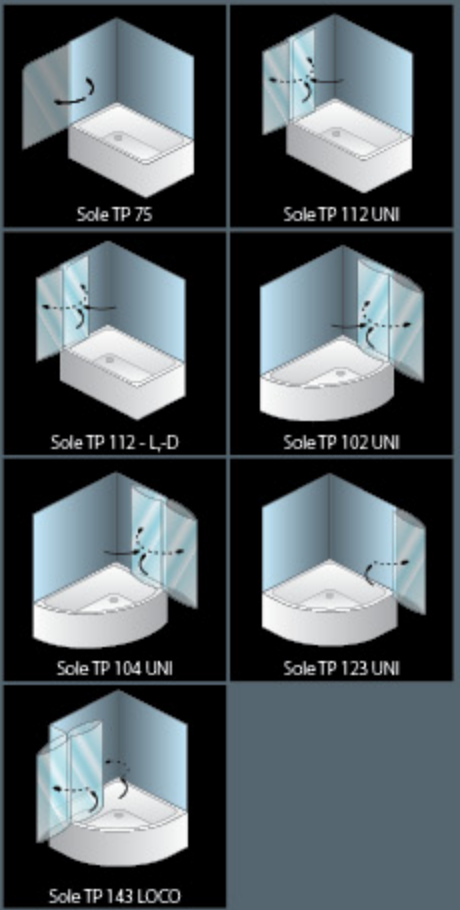 Sole TP 75
Sole TP 112 UNI
Sole TP 112 - L,-D
Sole TP 102 UNI
Sole TP 104 UNI
Sole TP 123 UNI
Sole TP 143 LOCO